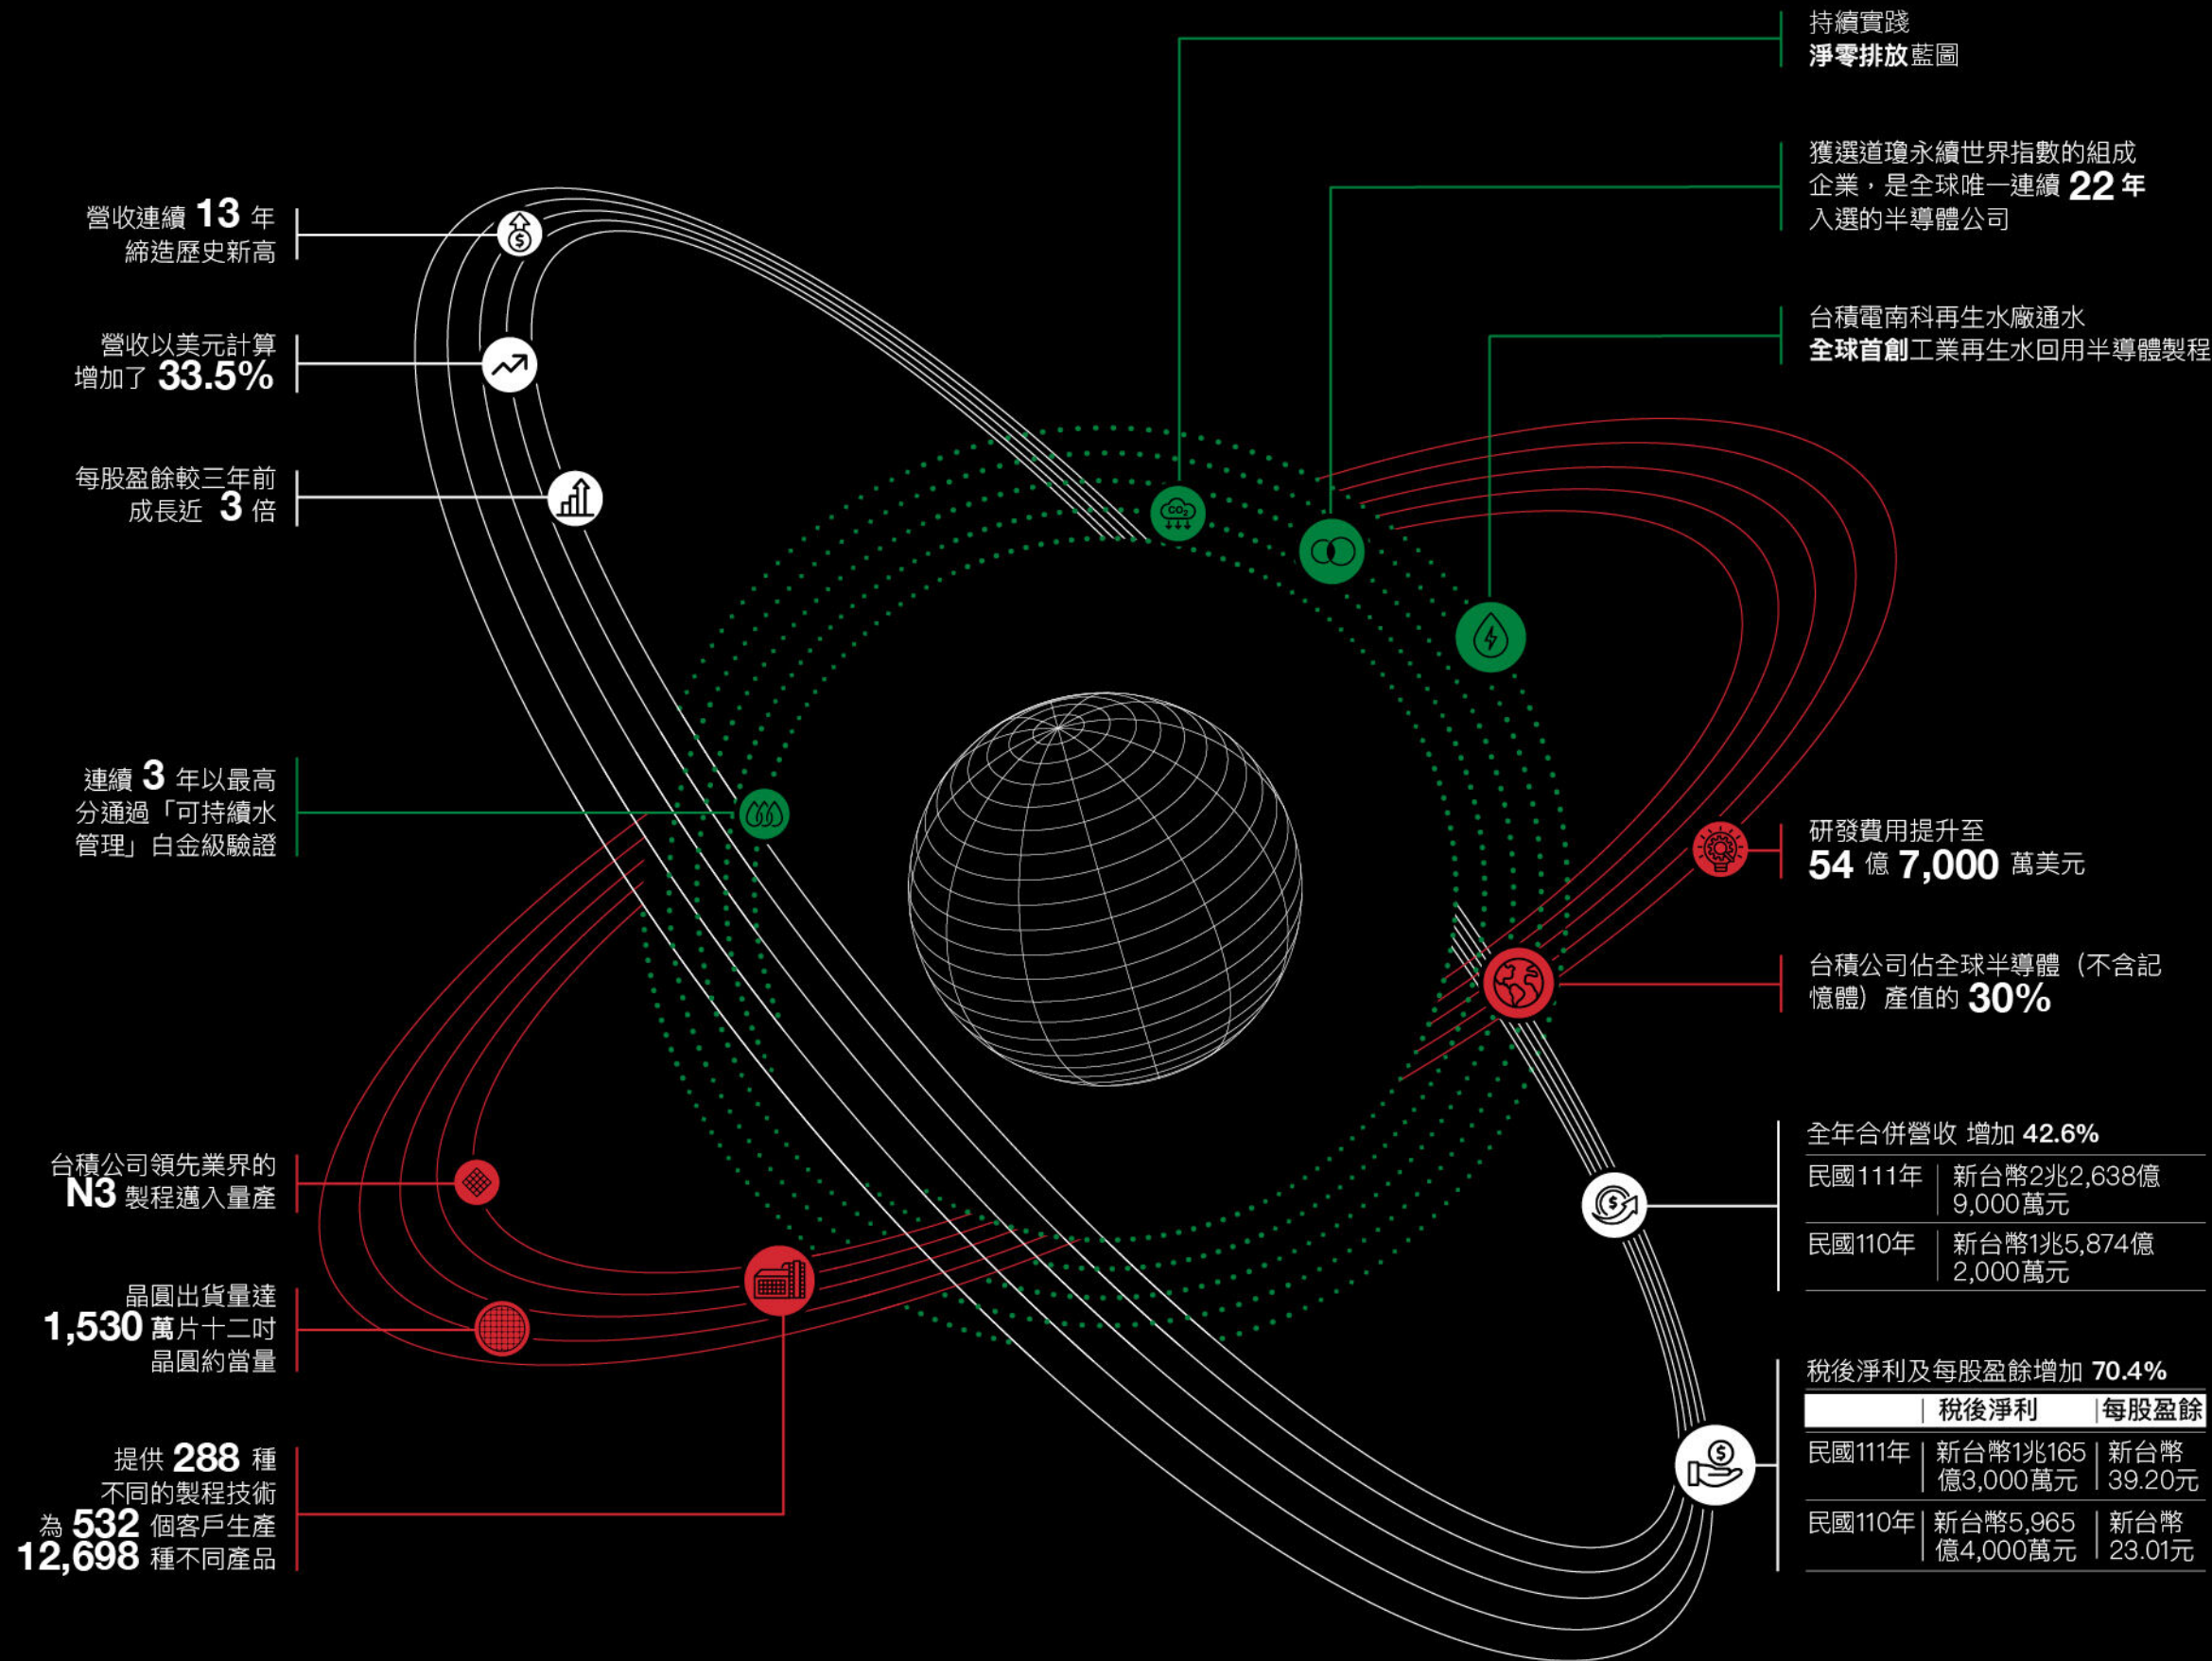 持續實踐
淨零排放藍圖
獲選道瓊永續世界指數的組成
企業，是全球唯一連續 22 年
入選的半導體公司
台積電南科再生水廠通水
全球首創工業再生水回用半導體製程
營收連續 13 年
締造歷史新高
營收以美元計算
增加了 33.5%
每股盈餘較三年前
成長近 3 倍
CO₂
連續 3 年以最高
分通過「可持續水
管理」白金級驗證
研發費用提升至
54 億 7,000 萬美元
台積公司佔全球半導體（不含記
憶體）產值的 30%
台積公司領先業界的
N3 製程邁入量產
晶圓出貨量達
1,530 萬片十二吋
晶圓約當量
提供 288 種
不同的製程技術
為 532 個客戶生產
12,698 種不同產品
全年合併營收 增加 42.6%
民國111年 新台幣2兆2,638億
9,000萬元
民國110年 新台幣1兆5,874億
2,000萬元
稅後淨利及每股盈餘增加 70.4%
稅後淨利 每股盈餘
民國111年 新台幣1兆165 新台幣
億3,000萬元 39.20元
民國110年 新台幣5,965 新台幣
億4,000萬元 23.01元